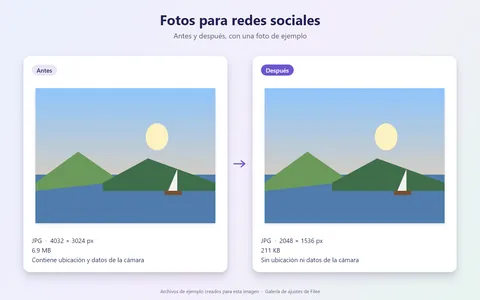 Fotos para redes sociales
Antes y después, con una foto de ejemplo
Antes
JPG · 4032 × 3024 px
6.9 MB
Contiene ubicación y datos de la cámara
→
Después
JPG · 2048 × 1536 px
211 KB
Sin ubicación ni datos de la cámara
Archivos de ejemplo creados para esta imagen · Galería de ajustes de Filee